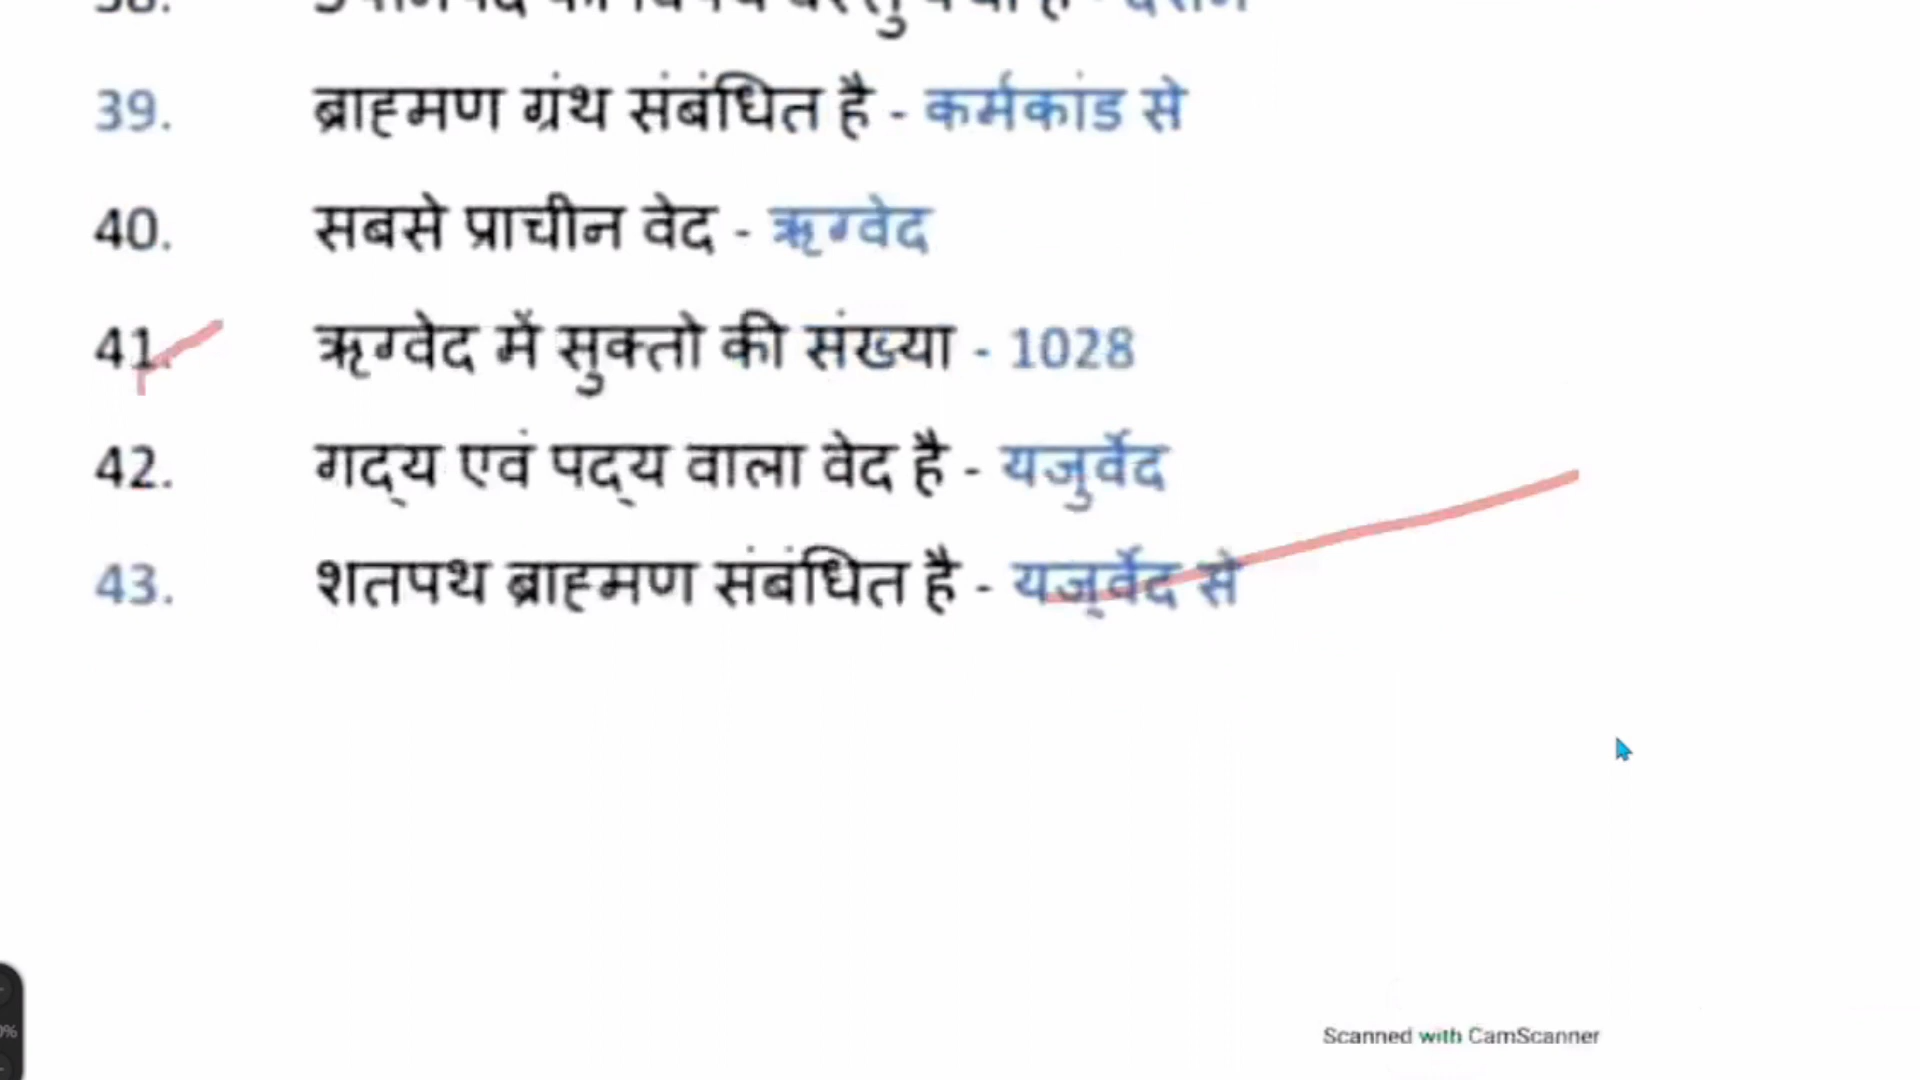 39. ब्राह्मण ग्रंथ संबंधित है - कर्मकांड से
40. सबसे प्राचीन वेद - ऋग्वेद
41. ऋग्वेद में सुक्तो की संख्या - 1028
42. गद्य एवं पद्य वाला वेद है - यजुर्वेद
43. शतपथ ब्राह्मण संबंधित है - यजुर्वेद से
Scanned with CamScanner